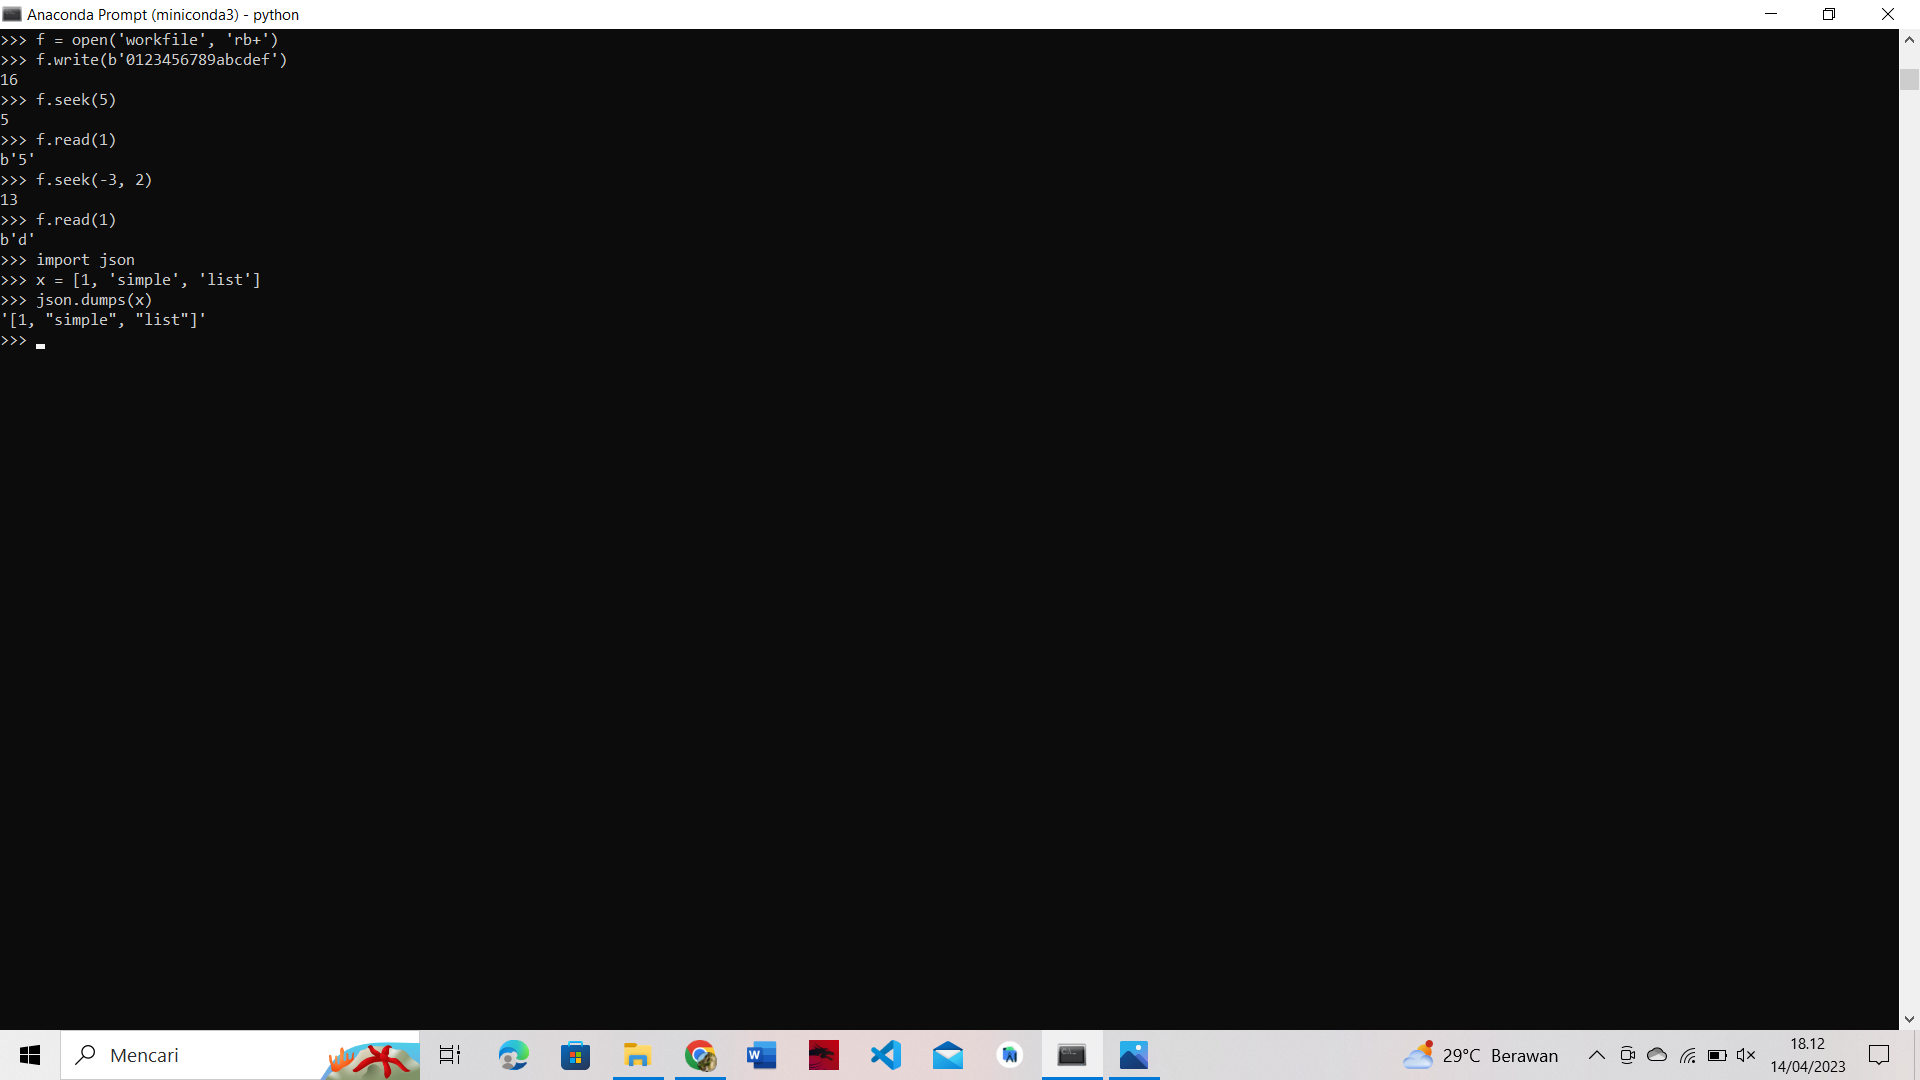 Anaconda Prompt (miniconda3) - python
>>> f = open('workfile', 'rb+')
>>> f.write(b'0123456789abcdef')
16
>>> f.seek(5)
5
>>> f.read(1)
b'5'
>>> f.seek(-3, 2)
13
>>> f.read(1)
b'd'
>>> import json
>>> x = [1, 'simple', 'list']
>>> json.dumps(x)
'[1, "simple", "list"]'
>>>
Mencari
29°C Berawan
18.12
14/04/2023